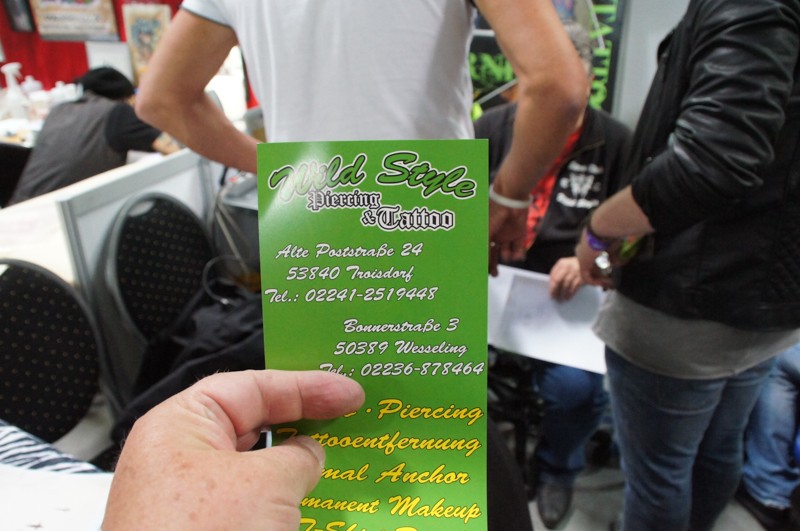 Wild Style
Piercing
& Tattoo
Alte Poststraße 24
53840 Troisdorf
Tel.: 02241-2519448
Bonnerstraße 3
50389 Wesseling
Tel.: 02236-878464
· Piercing
Tattooentfernung
Anchor
Makeup